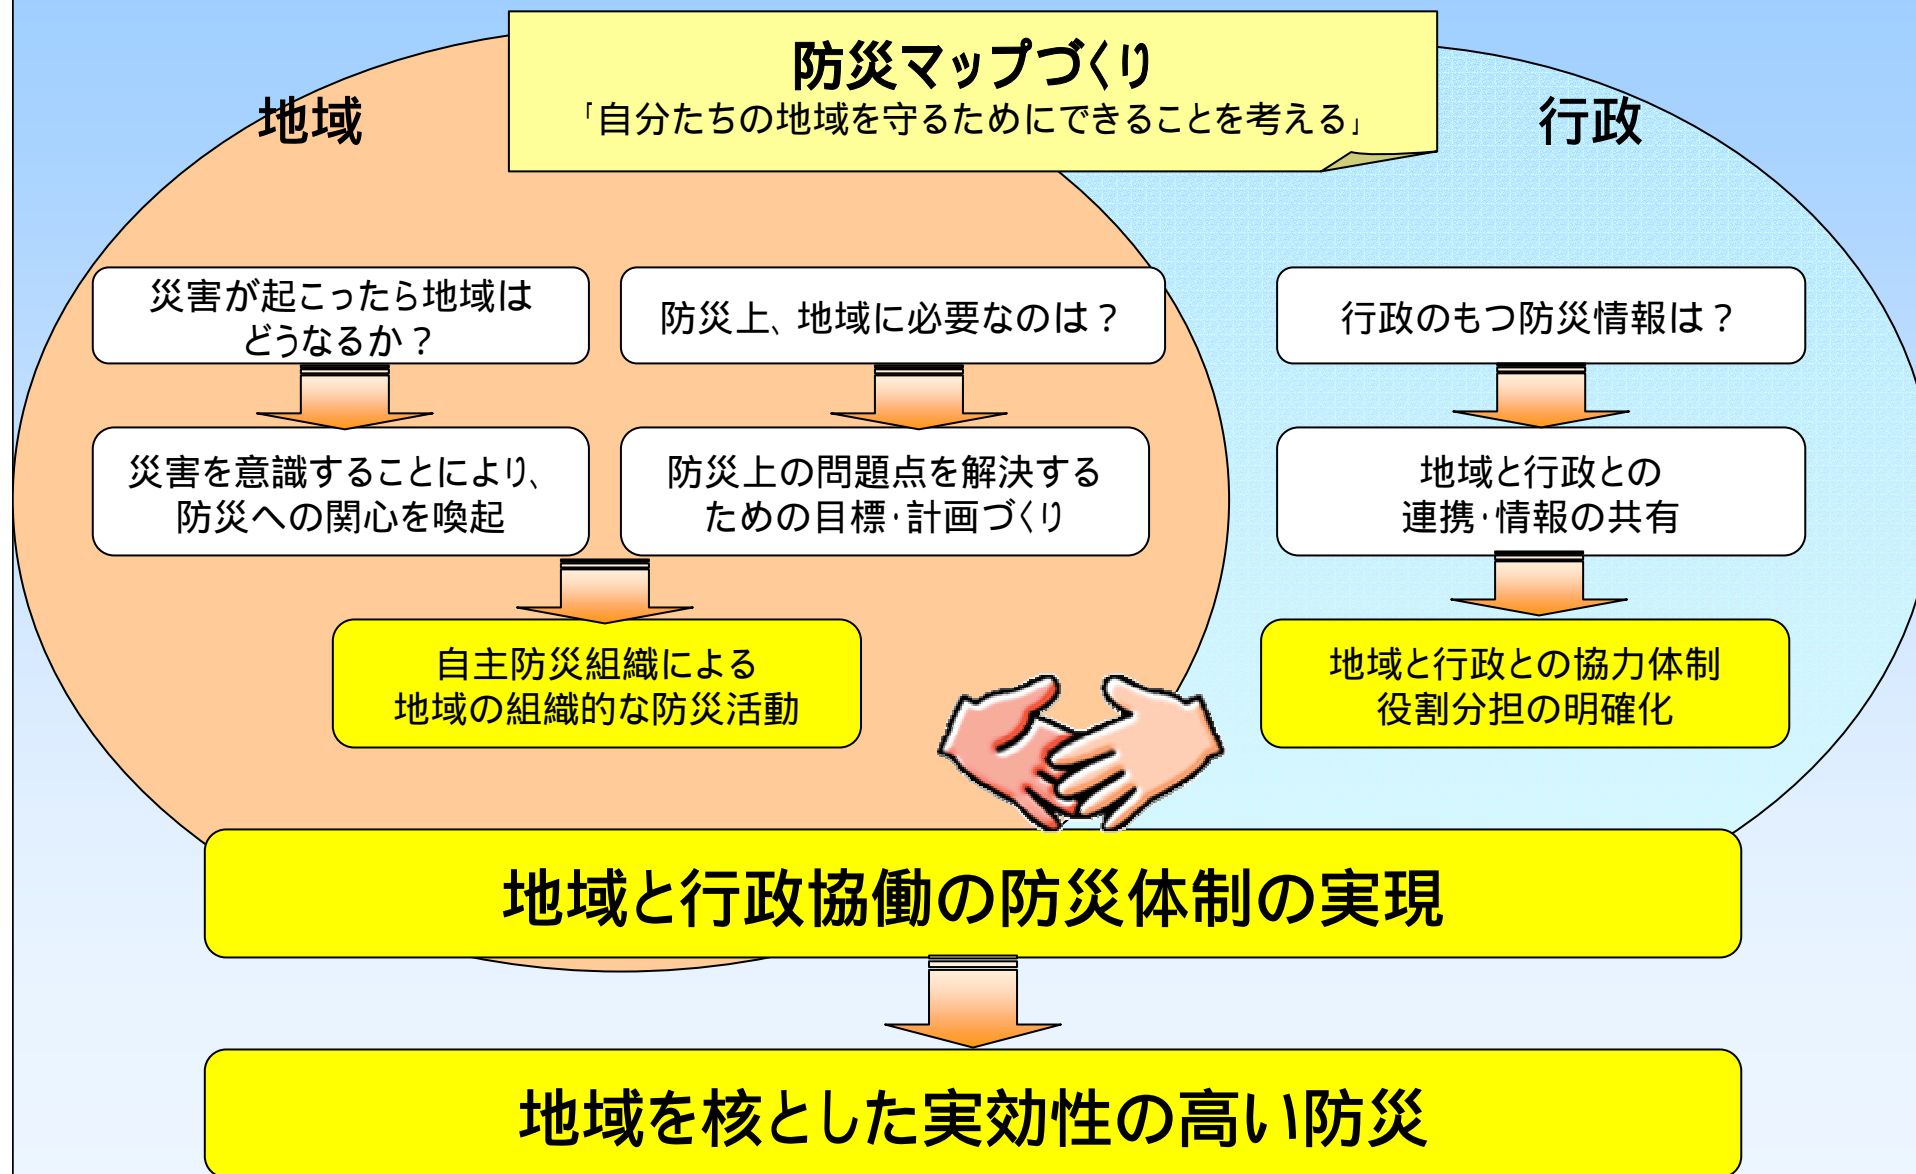 防災マップづくり
「自分たちの地域を守るためにできることを考える」
地域
行政
災害が起こったら地域は
どうなるか？
防災上、地域に必要なのは？
行政のもつ防災情報は？
災害を意識することにより、
防災への関心を喚起
防災上の問題点を解決する
ための目標・計画づくり
地域と行政との
連携・情報の共有
自主防災組織による
地域の組織的な防災活動
地域と行政との協力体制
役割分担の明確化
地域と行政協働の防災体制の実現
地域を核とした実効性の高い防災